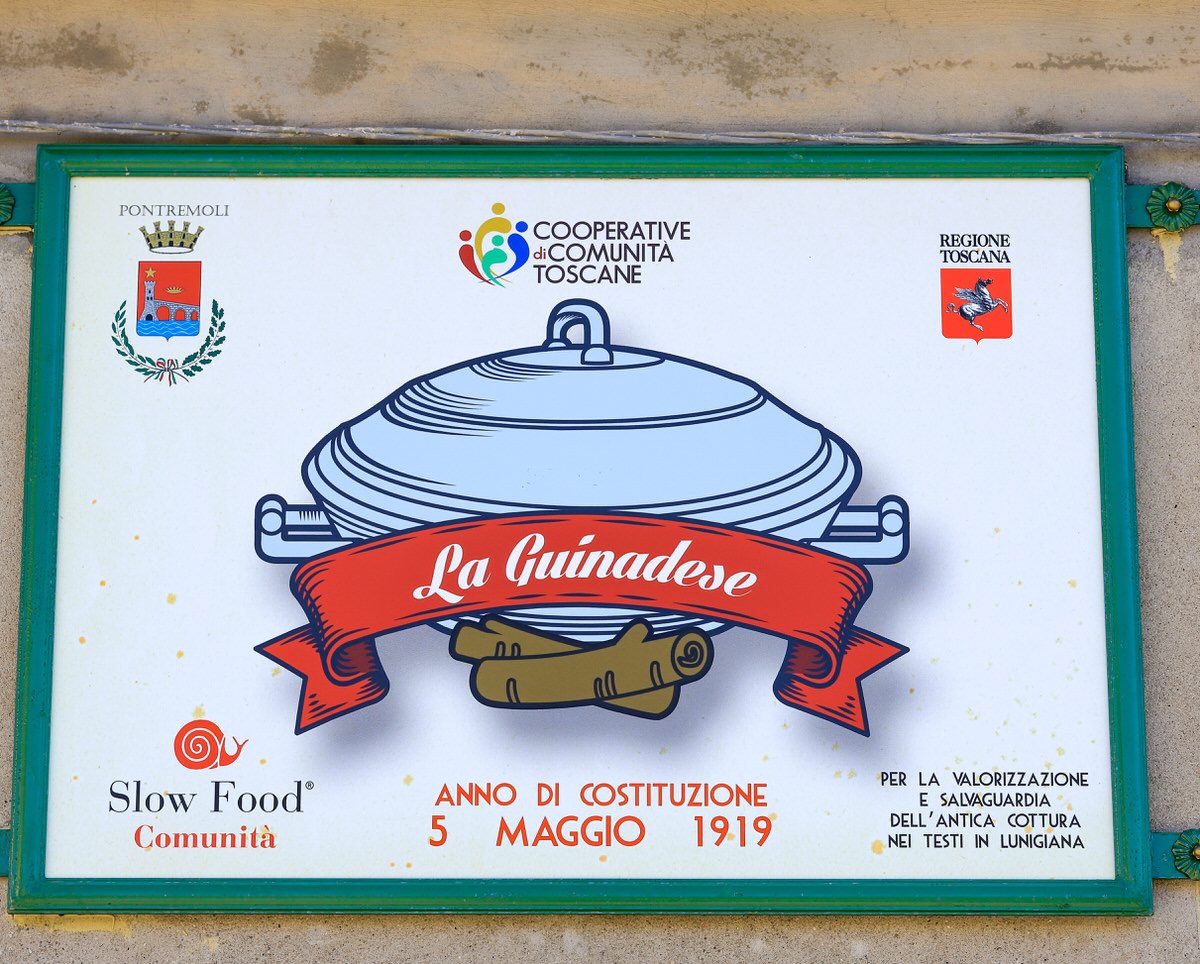 PONTREMOLI
COOPERATIVE
di COMUNITÀ
TOSCANE
REGIONE
TOSCANA
La Guinadese
Slow Food®
Comunità
ANNO DI COSTITUZIONE
5 MAGGIO 1919
PER LA VALORIZZAZIONE
E SALVAGUARDIA
DELL'ANTICA COTTURA
NEI TESTI IN LUNIGIANA